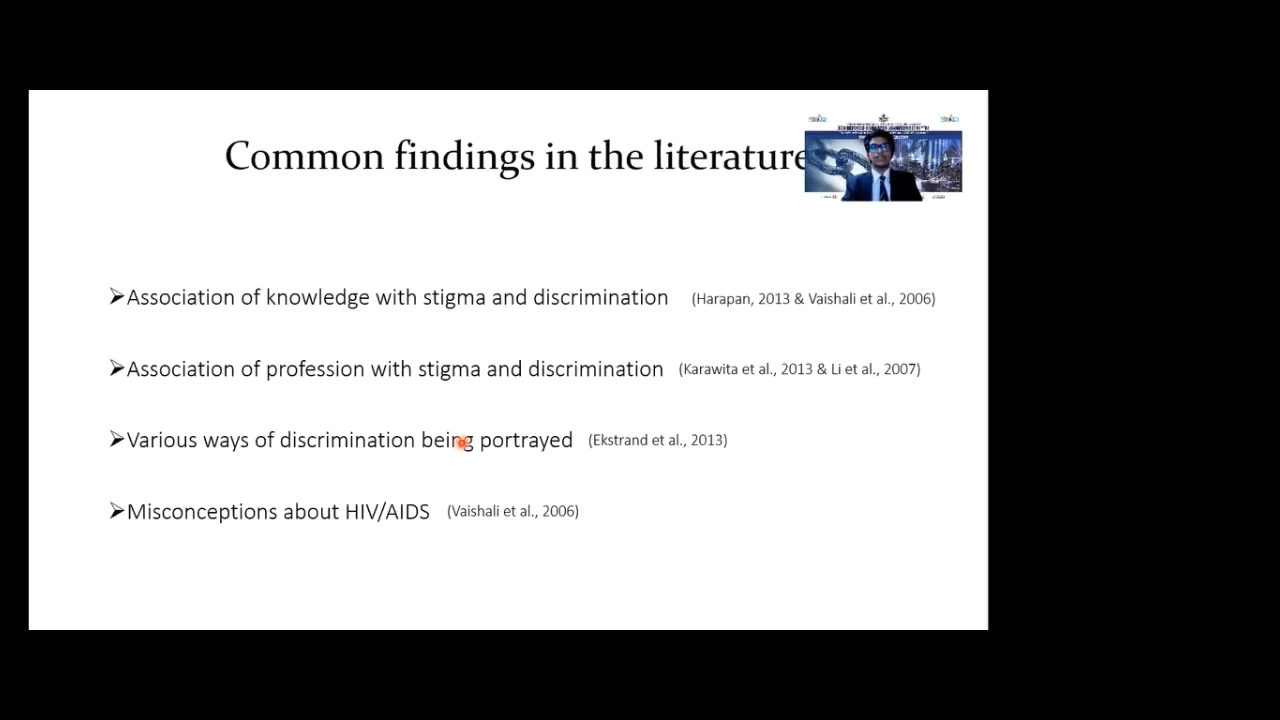 Common findings in the literature
➢Association of knowledge with stigma and discrimination (Harapan, 2013 & Vaishali et al., 2006)
➢Association of profession with stigma and discrimination (Karawita et al., 2013 & Li et al., 2007)
➢Various ways of discrimination being portrayed (Ekstrand et al., 2013)
➢Misconceptions about HIV/AIDS (Vaishali et al., 2006)